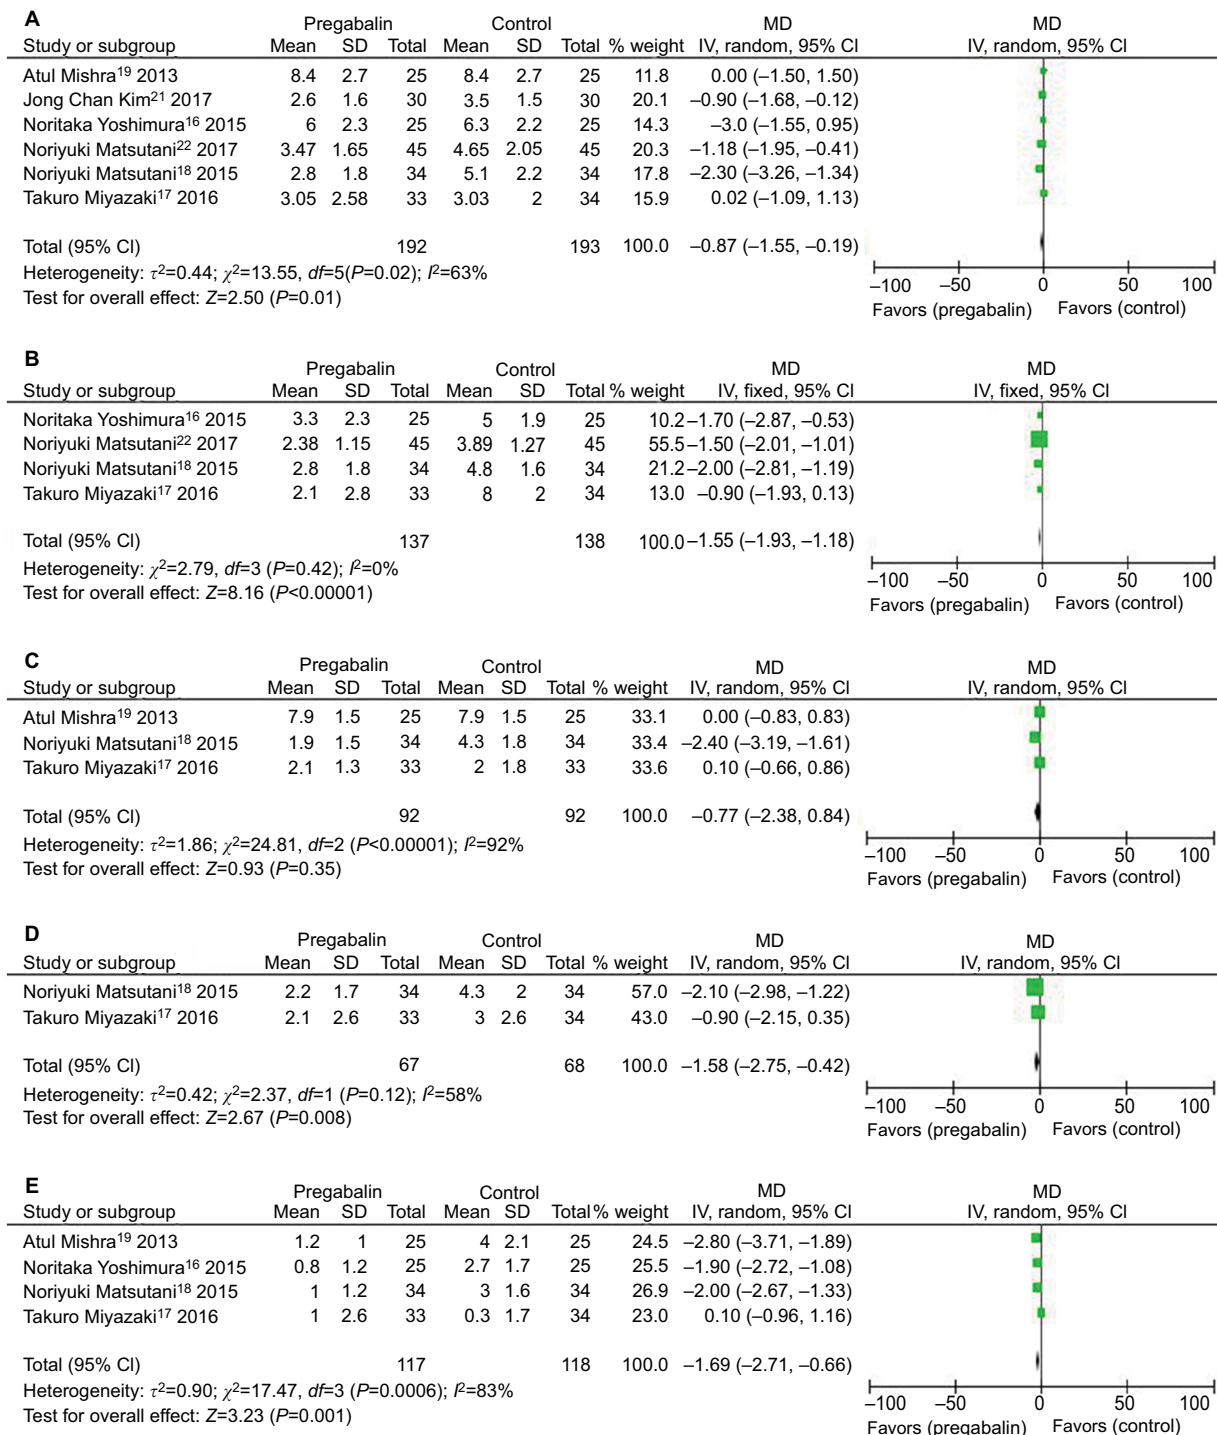 A
Pregabalin Control MD MD
Study or subgroup Mean SD Total Mean SD Total % weight IV, random, 95% CI IV, random, 95% CI
Atul Mishra19 2013 8.4 2.7 25 8.4 2.7 25 11.8 0.00 (–1.50, 1.50)
Jong Chan Kim21 2017 2.6 1.6 30 3.5 1.5 30 20.1 –0.90 (–1.68, –0.12)
Noritaka Yoshimura16 2015 6 2.3 25 6.3 2.2 25 14.3 –3.0 (–1.55, 0.95)
Noriyuki Matsutani22 2017 3.47 1.65 45 4.65 2.05 45 20.3 –1.18 (–1.95, –0.41)
Noriyuki Matsutani18 2015 2.8 1.8 34 5.1 2.2 34 17.8 –2.30 (–3.26, –1.34)
Takuro Miyazaki17 2016 3.05 2.58 33 3.03 2 34 15.9 0.02 (–1.09, 1.13)
Total (95% CI) 192 193 100.0 –0.87 (–1.55, –0.19)
Heterogeneity: τ2=0.44; χ2=13.55, df=5(P=0.02); I2=63%
Test for overall effect: Z=2.50 (P=0.01)
–100 –50 0 50 100
Favors (pregabalin) Favors (control)
B
Pregabalin Control MD MD
Study or subgroup Mean SD Total Mean SD Total % weight IV, fixed, 95% CI IV, fixed, 95% CI
Noritaka Yoshimura16 2015 3.3 2.3 25 5 1.9 25 10.2 –1.70 (–2.87, –0.53)
Noriyuki Matsutani22 2017 2.38 1.15 45 3.89 1.27 45 55.5 –1.50 (–2.01, –1.01)
Noriyuki Matsutani18 2015 2.8 1.8 34 4.8 1.6 34 21.2 –2.00 (–2.81, –1.19)
Takuro Miyazaki17 2016 2.1 2.8 33 8 2 34 13.0 –0.90 (–1.93, 0.13)
Total (95% CI) 137 138 100.0 –1.55 (–1.93, –1.18)
Heterogeneity: χ2=2.79, df=3 (P=0.42); I2=0%
Test for overall effect: Z=8.16 (P<0.00001)
–100 –50 0 50 100
Favors (pregabalin) Favors (control)
C
Pregabalin Control MD MD
Study or subgroup Mean SD Total Mean SD Total % weight IV, random, 95% CI IV, random, 95% CI
Atul Mishra19 2013 7.9 1.5 25 7.9 1.5 25 33.1 0.00 (–0.83, 0.83)
Noriyuki Matsutani18 2015 1.9 1.5 34 4.3 1.8 34 33.4 –2.40 (–3.19, –1.61)
Takuro Miyazaki17 2016 2.1 1.3 33 2 1.8 33 33.6 0.10 (–0.66, 0.86)
Total (95% CI) 92 92 100.0 –0.77 (–2.38, 0.84)
Heterogeneity: τ2=1.86; χ2=24.81, df=2 (P<0.00001); I2=92%
Test for overall effect: Z=0.93 (P=0.35)
–100 –50 0 50 100
Favors (pregabalin) Favors (control)
D
Pregabalin Control MD MD
Study or subgroup Mean SD Total Mean SD Total % weight IV, random, 95% CI IV, random, 95% CI
Noriyuki Matsutani18 2015 2.2 1.7 34 4.3 2 34 57.0 –2.10 (–2.98, –1.22)
Takuro Miyazaki17 2016 2.1 2.6 33 3 2.6 34 43.0 –0.90 (–2.15, 0.35)
Total (95% CI) 67 68 100.0 –1.58 (–2.75, –0.42)
Heterogeneity: τ2=0.42; χ2=2.37, df=1 (P=0.12); I2=58%
Test for overall effect: Z=2.67 (P=0.008)
–100 –50 0 50 100
Favors (pregabalin) Favors (control)
E
Pregabalin Control MD MD
Study or subgroup Mean SD Total Mean SD Total % weight IV, random, 95% CI IV, random, 95% CI
Atul Mishra19 2013 1.2 1 25 4 2.1 25 24.5 –2.80 (–3.71, –1.89)
Noritaka Yoshimura16 2015 0.8 1.2 25 2.7 1.7 25 25.5 –1.90 (–2.72, –1.08)
Noriyuki Matsutani18 2015 1 1.2 34 3 1.6 34 26.9 –2.00 (–2.67, –1.33)
Takuro Miyazaki17 2016 1 2.6 33 0.3 1.7 34 23.0 0.10 (–0.96, 1.16)
Total (95% CI) 117 118 100.0 –1.69 (–2.71, –0.66)
Heterogeneity: τ2=0.90; χ2=17.47, df=3 (P=0.0006); I2=83%
Test for overall effect: Z=3.23 (P=0.001)
–100 –50 0 50 100
Favors (pregabalin) Favors (control)